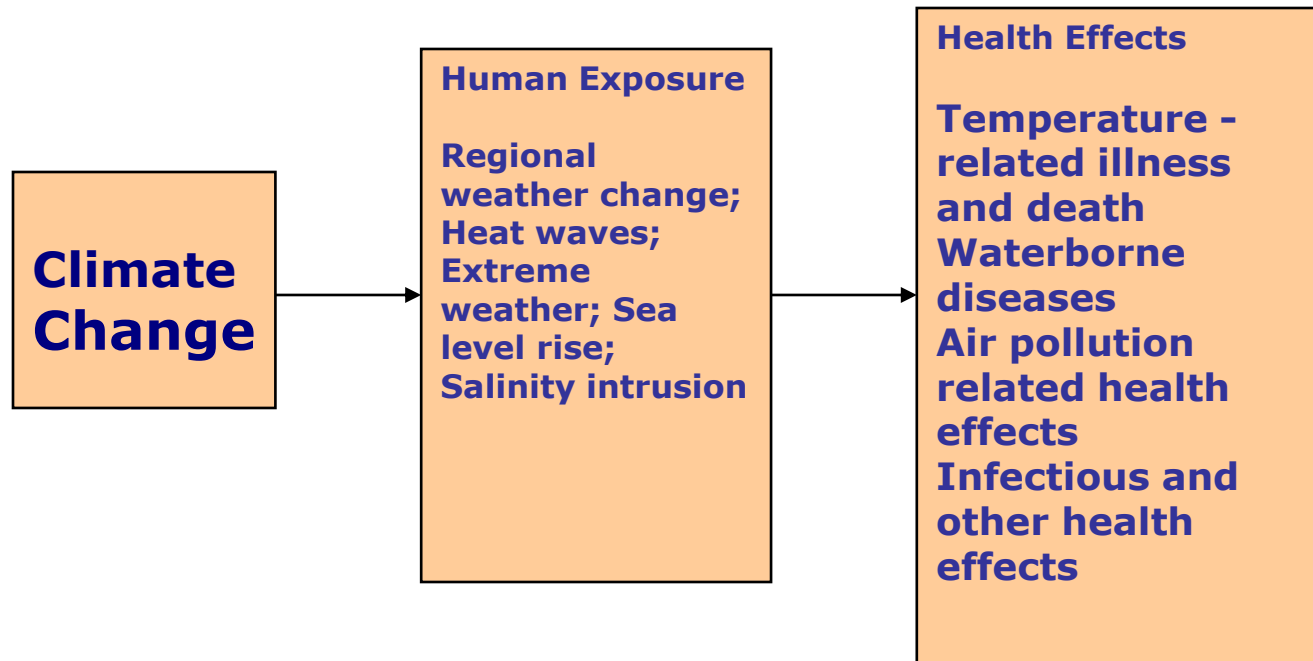 Climate
Change
Human Exposure
Regional
weather change;
Heat waves;
Extreme
weather; Sea
level rise;
Salinity intrusion
Health Effects
Temperature -
related illness
and death
Waterborne
diseases
Air pollution
related health
effects
Infectious and
other health
effects